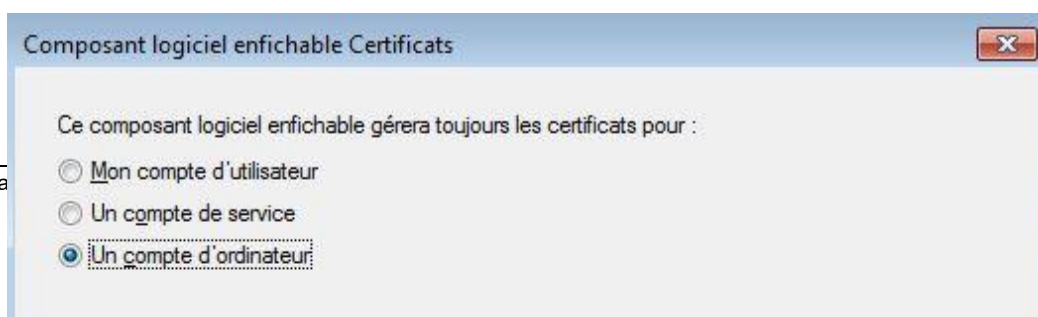 Composant logiciel enfichable Certificats
Ce composant logiciel enfichable gérera toujours les certificats pour :
Mon compte d'utilisateur
a
Un compte de service
Un compte d'ordinateur